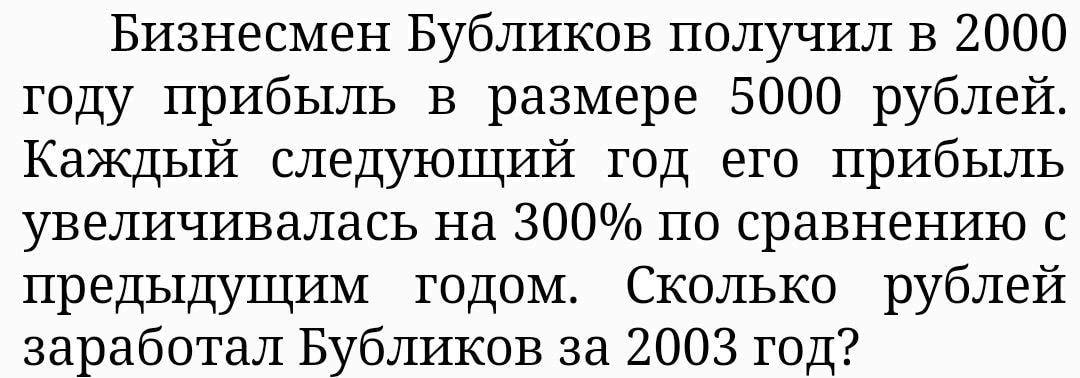 Бизнесмен Бубликов получил в 2000
году прибыль в размере 5000 рублей.
Каждый следующий год его прибыль
увеличивалась на 300% по сравнению с
предыдущим годом. Сколько рублей
заработал Бубликов за 2003 год?